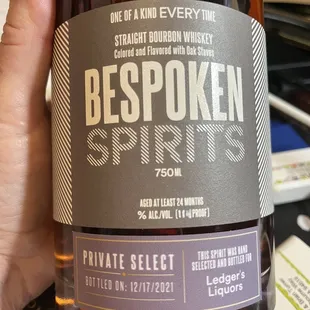 ONE OF A KIND EVERY TIME
STRAIGHT BOURBON WHISKEY
Colored and Flavored with Oak Staves
BESPOKEN
SPIRITS
750ML
AGED AT LEAST 24 MONTHS
% ALC/VOL. PROOF)
PRIVATE SELECT
BOTTLED ON: 12/17/2021
THIS SPIRIT WAS HAND
SELECTED AND BOTTLED FOR
Ledger's
Liquors